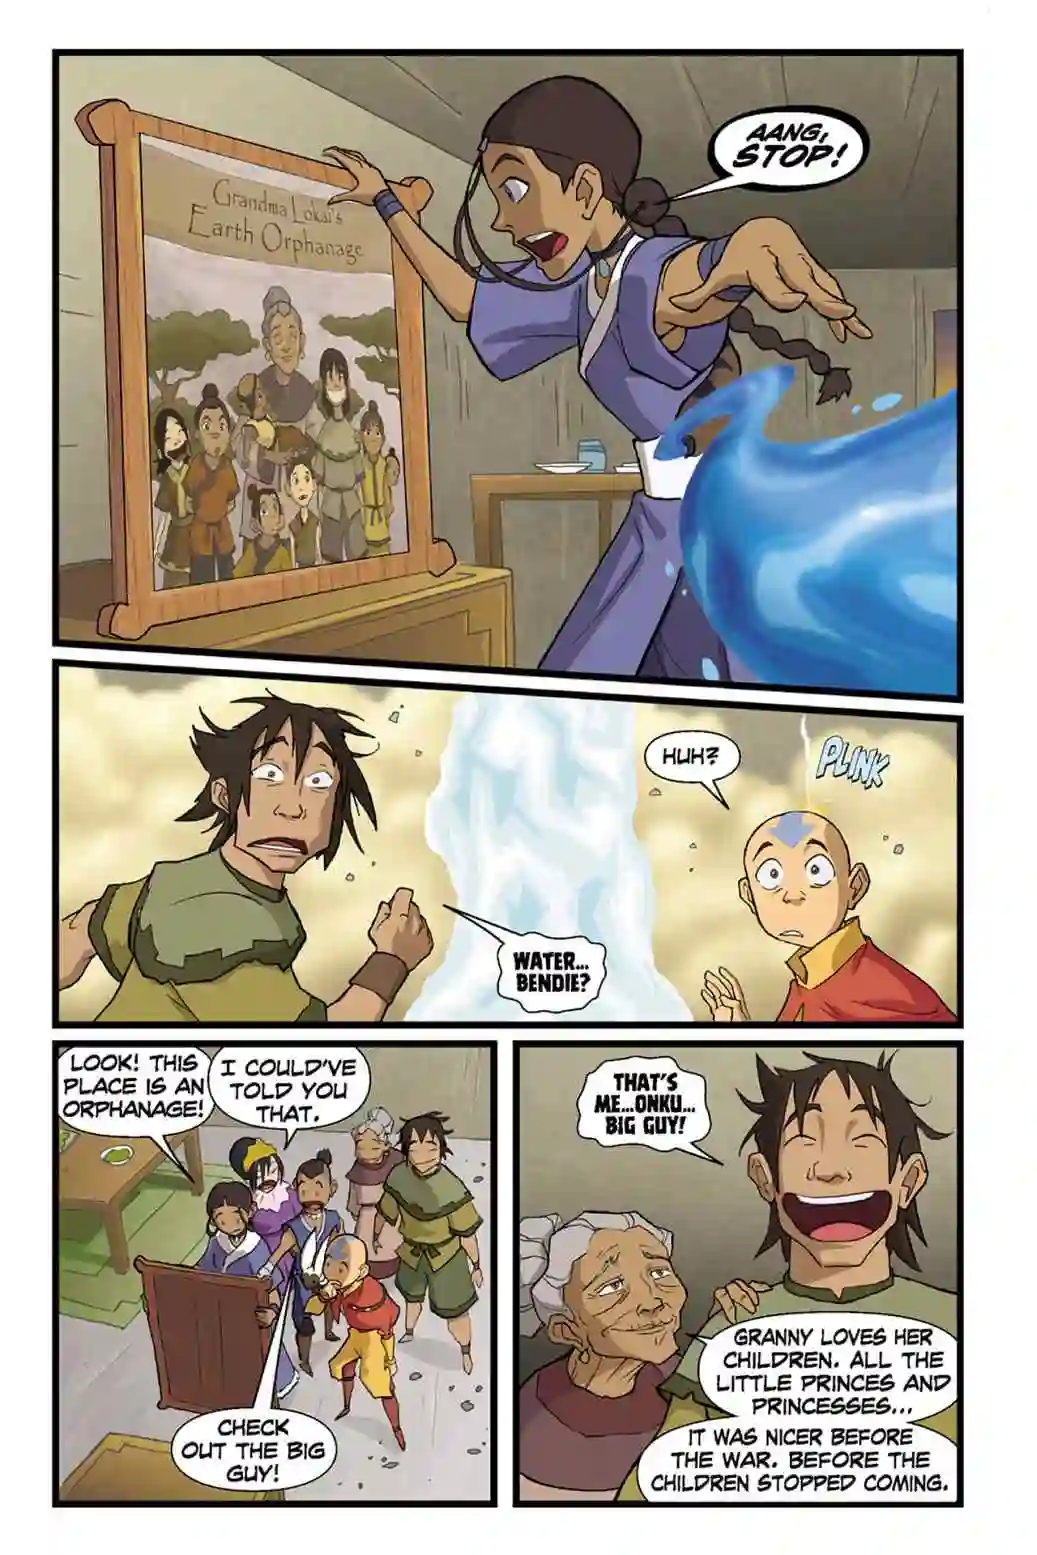 AANG,
STOP!
Grandma Lokai's
Earth Orphanage
WATER...
BENDIE?
HUH?
PLINK
LOOK! THIS
PLACE IS AN
ORPHANAGE!
I COULD'VE
TOLD YOU
THAT.
CHECK
OUT THE BIG
GUY!
THAT'S
ME...ONKU...
BIG GUY!
GRANNY LOVES HER
CHILDREN. ALL THE
LITTLE PRINCES AND
PRINCESSES...
IT WAS NICER BEFORE
THE WAR. BEFORE THE
CHILDREN STOPPED COMING.